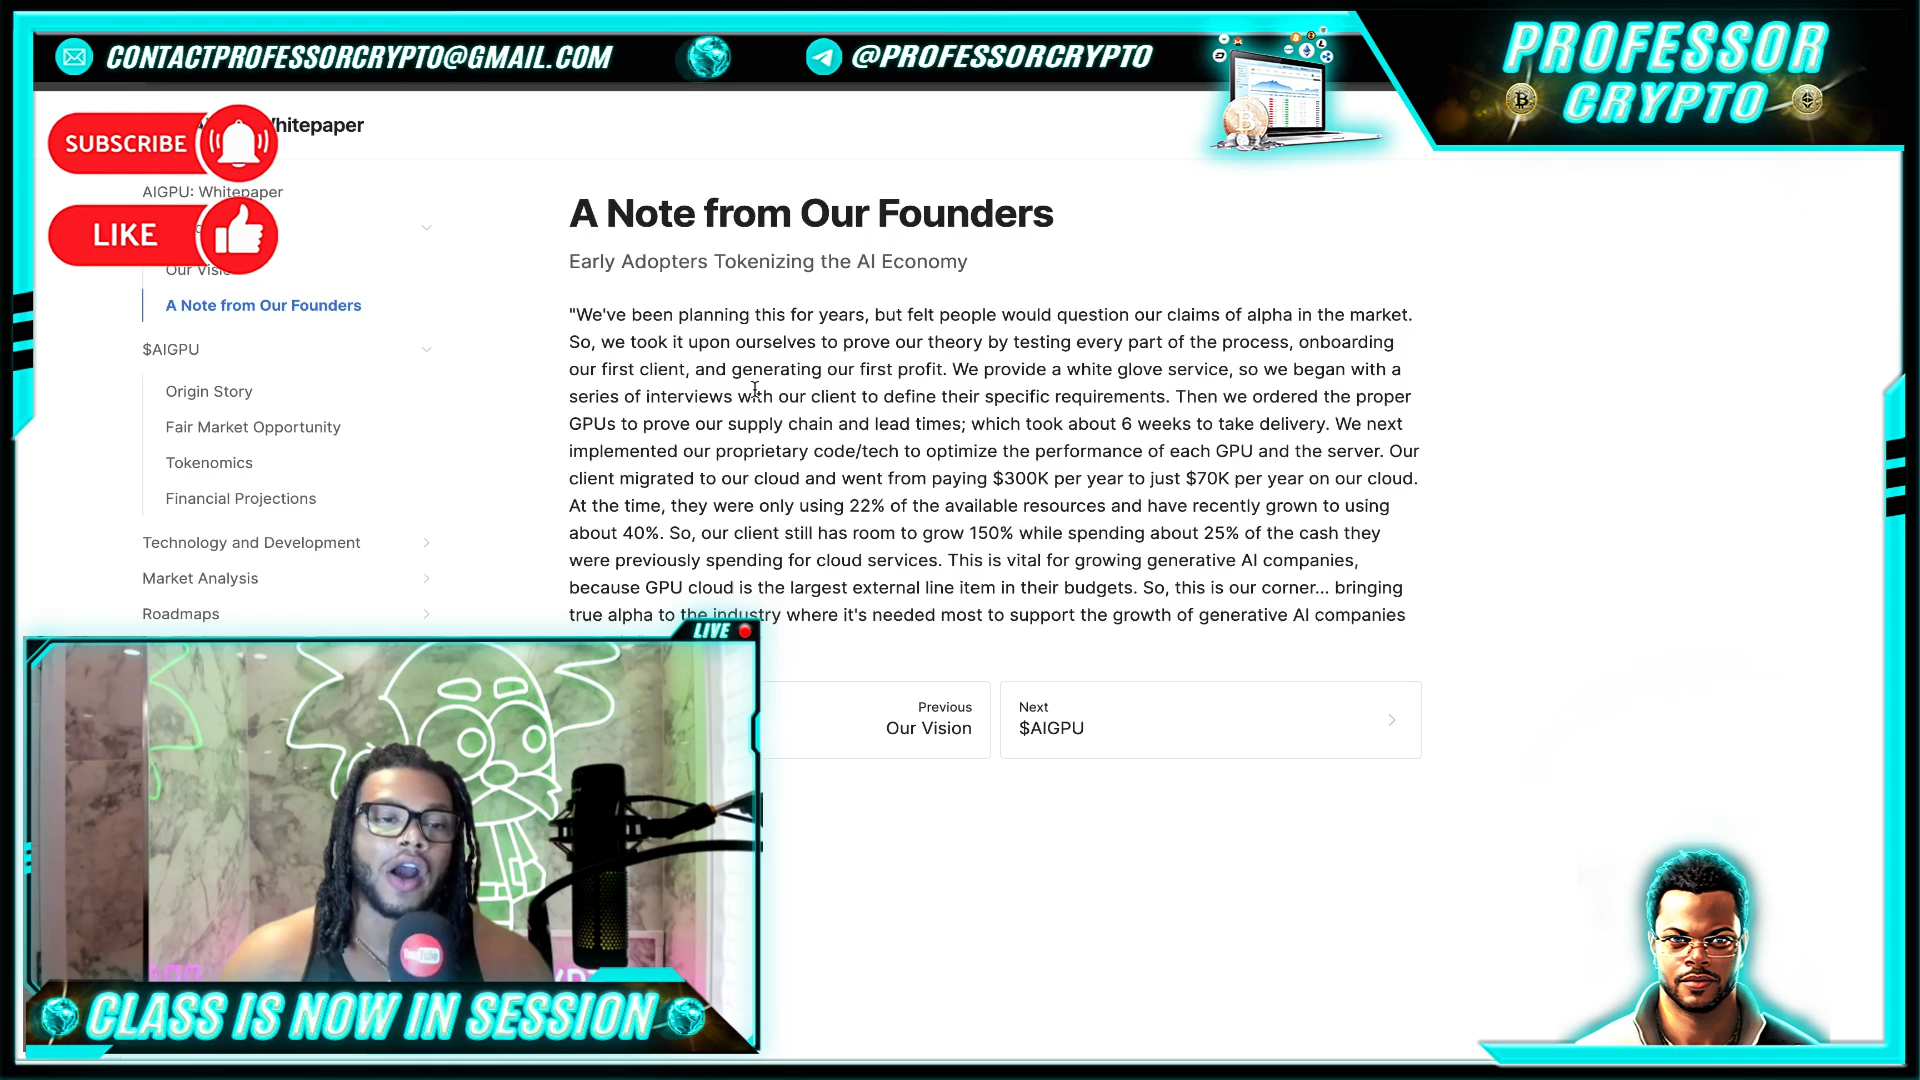 CONTACTPROFESSORCRYPTO@GMAIL.COM
@PROFESSORCRYPTO
PROFESSOR
CRYPTO
SUBSCRIBE
Whitepaper
LIKE
AIGPU: Whitepaper
A Note from Our Founders
$AIGPU
Origin Story
Fair Market Opportunity
Tokenomics
Financial Projections
Technology and Development
Market Analysis
Roadmaps
A Note from Our Founders
Early Adopters Tokenizing the AI Economy
"We've been planning this for years, but felt people would question our claims of alpha in the market.
So, we took it upon ourselves to prove our theory by testing every part of the process, onboarding
our first client, and generating our first profit. We provide a white glove service, so we began with a
series of interviews with our client to define their specific requirements. Then we ordered the proper
GPUs to prove our supply chain and lead times; which took about 6 weeks to take delivery. We next
implemented our proprietary code/tech to optimize the performance of each GPU and the server. Our
client migrated to our cloud and went from paying $300K per year to just $70K per year on our cloud.
At the time, they were only using 22% of the available resources and have recently grown to using
about 40%. So, our client still has room to grow 150% while spending about 25% of the cash they
were previously spending for cloud services. This is vital for growing generative AI companies,
because GPU cloud is the largest external line item in their budgets. So, this is our corner... bringing
true alpha to the industry where it's needed most to support the growth of generative AI companies
Previous
Our Vision
Next
$AIGPU
LIVE
YouTube
CLASS IS NOW IN SESSION